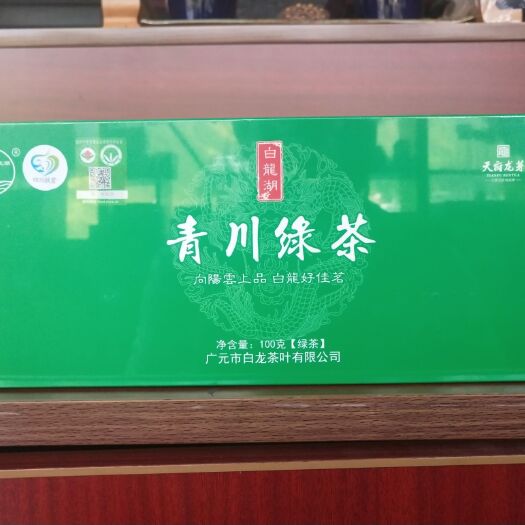 白龍湖
天府龙芽
青川绿茶
向陽雲上品 白龍好佳茗
净含量：100克【绿茶】
广元市白龙茶叶有限公司